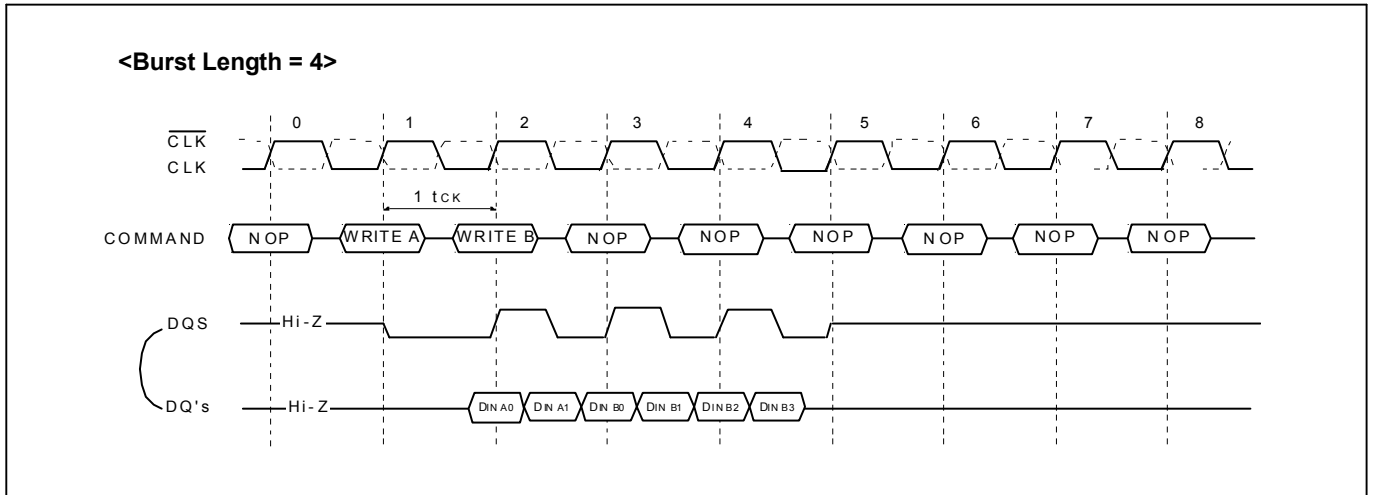 <Burst Length = 4>
0 1 2 3 4 5 6 7 8
CLK
CLK
1 tCK
COMMAND NOP WRITE A WRITE B NOP NOP NOP NOP NOP NOP
DQS Hi-Z
DQ's Hi-Z DIN A0 DIN A1 DIN B0 DIN B1 DIN B2 DIN B3